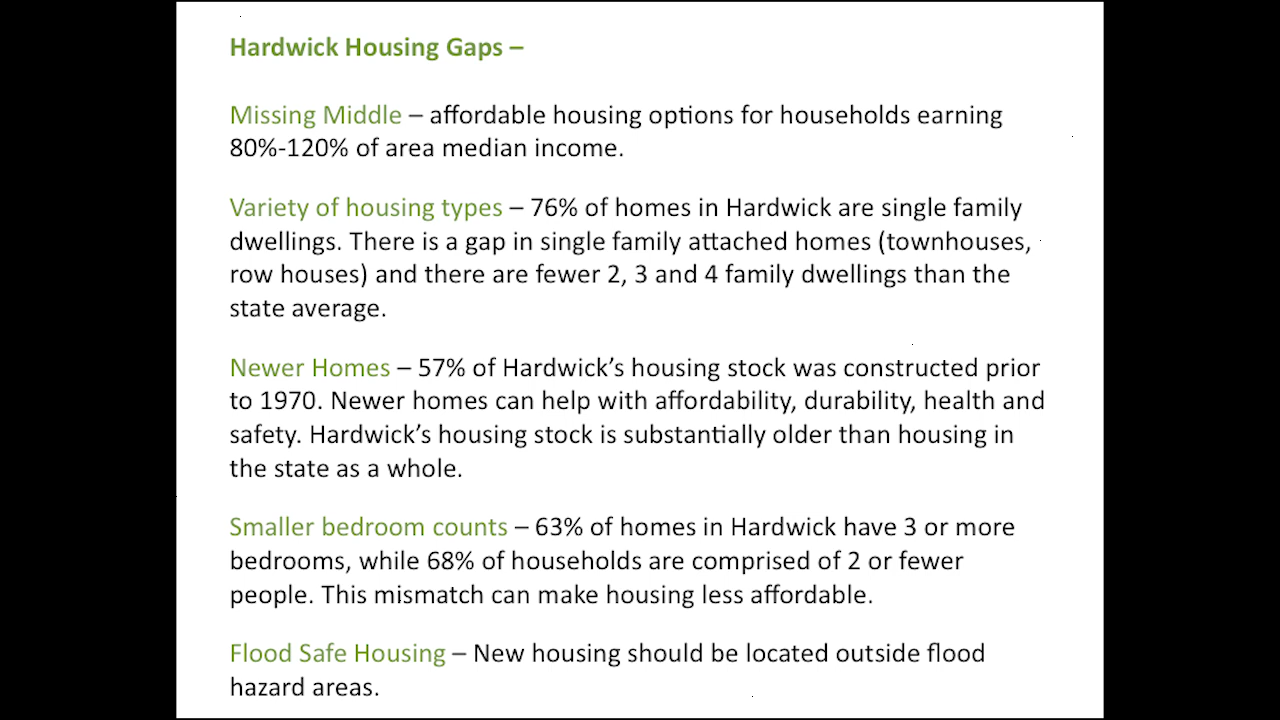 Hardwick Housing Gaps –
Missing Middle – affordable housing options for households earning
80%-120% of area median income.
Variety of housing types – 76% of homes in Hardwick are single family
dwellings. There is a gap in single family attached homes (townhouses,
row houses) and there are fewer 2, 3 and 4 family dwellings than the
state average.
Newer Homes – 57% of Hardwick’s housing stock was constructed prior
to 1970. Newer homes can help with affordability, durability, health and
safety. Hardwick’s housing stock is substantially older than housing in
the state as a whole.
Smaller bedroom counts – 63% of homes in Hardwick have 3 or more
bedrooms, while 68% of households are comprised of 2 or fewer
people. This mismatch can make housing less affordable.
Flood Safe Housing – New housing should be located outside flood
hazard areas.